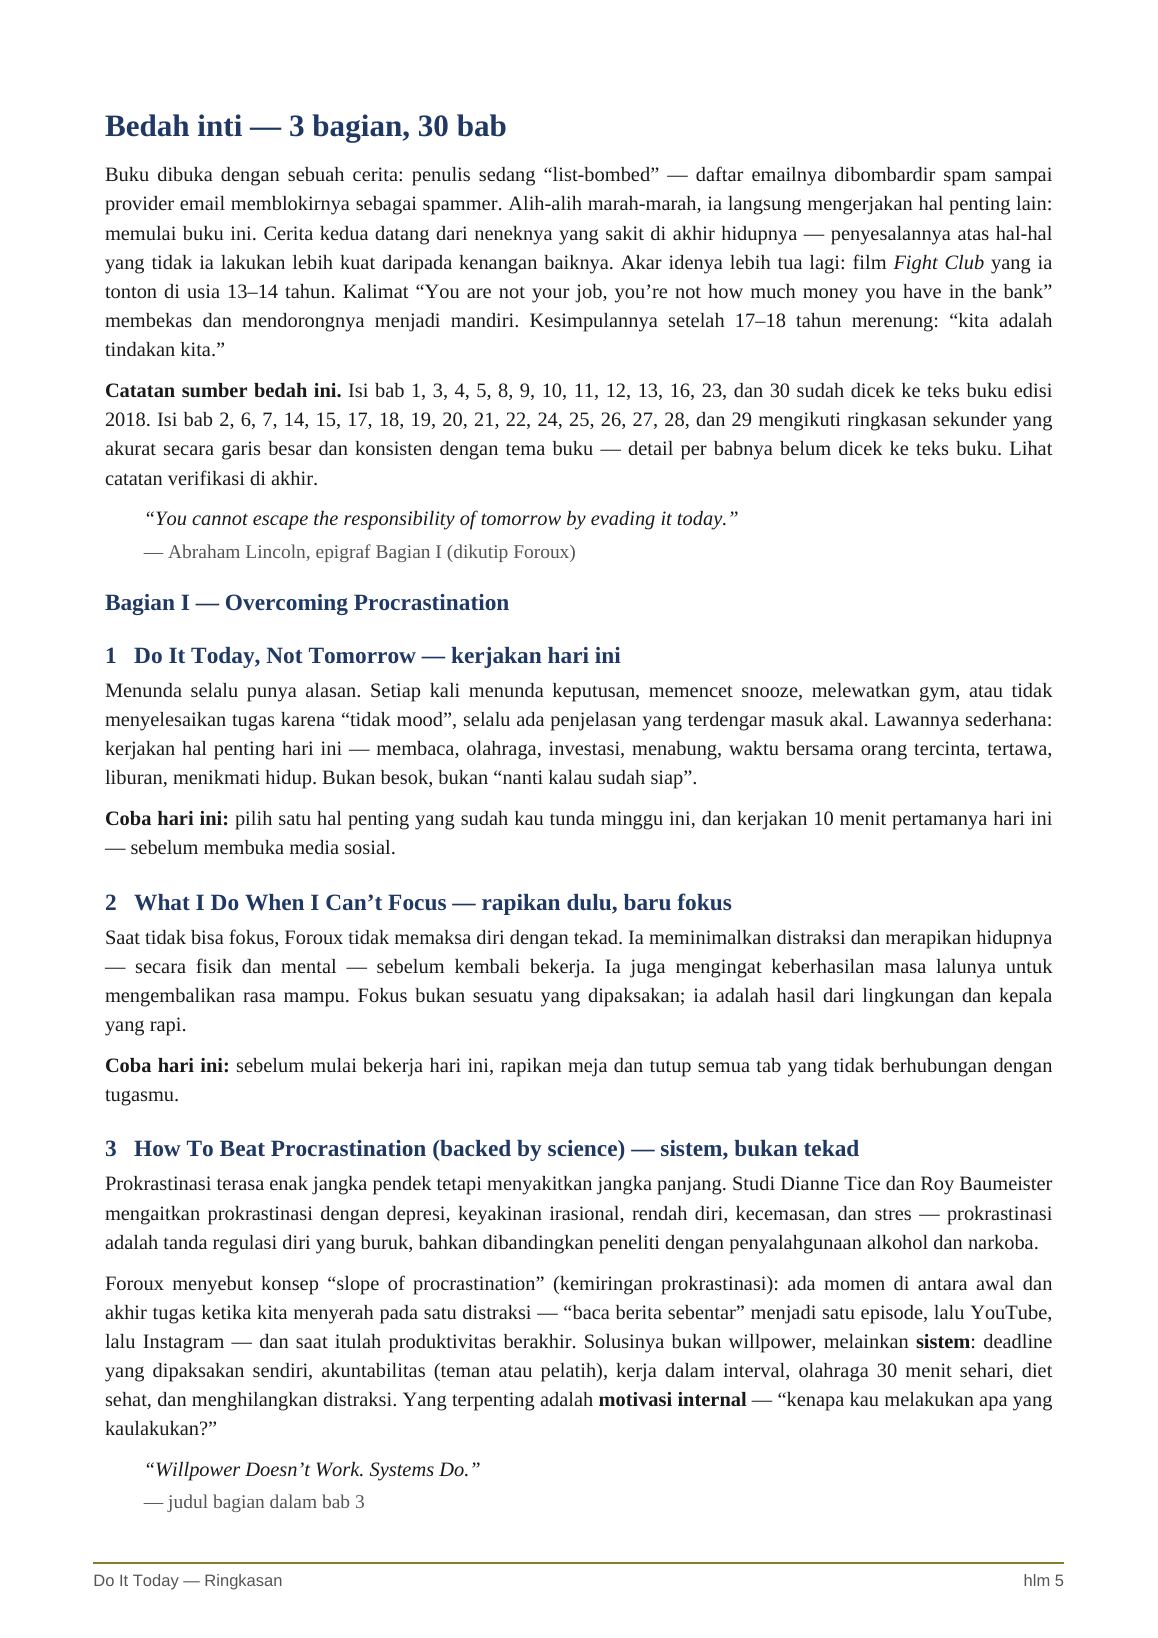 Bedah inti — 3 bagian, 30 bab
Buku dibuka dengan sebuah cerita: penulis sedang “list-bombed” — daftar emailnya dibombardir spam sampai
provider email memblokirnya sebagai spammer. Alih-alih marah-marah, ia langsung mengerjakan hal penting lain:
memulai buku ini. Cerita kedua datang dari neneknya yang sakit di akhir hidupnya — penyesalannya atas hal-hal
yang tidak ia lakukan lebih kuat daripada kenangan baiknya. Akar idenya lebih tua lagi: film Fight Club yang ia
tonton di usia 13–14 tahun. Kalimat “You are not your job, you’re not how much money you have in the bank”
membekas dan mendorongnya menjadi mandiri. Kesimpulannya setelah 17–18 tahun merenung: “kita adalah
tindakan kita.”
Catatan sumber bedah ini. Isi bab 1, 3, 4, 5, 8, 9, 10, 11, 12, 13, 16, 23, dan 30 sudah dicek ke teks buku edisi
2018. Isi bab 2, 6, 7, 14, 15, 17, 18, 19, 20, 21, 22, 24, 25, 26, 27, 28, dan 29 mengikuti ringkasan sekunder yang
akurat secara garis besar dan konsisten dengan tema buku — detail per babnya belum dicek ke teks buku. Lihat
catatan verifikasi di akhir.
“You cannot escape the responsibility of tomorrow by evading it today.”
— Abraham Lincoln, epigraf Bagian I (dikutip Foroux)
Bagian I — Overcoming Procrastination
1 Do It Today, Not Tomorrow — kerjakan hari ini
Menunda selalu punya alasan. Setiap kali menunda keputusan, memencet snooze, melewatkan gym, atau tidak
menyelesaikan tugas karena “tidak mood”, selalu ada penjelasan yang terdengar masuk akal. Lawannya sederhana:
kerjakan hal penting hari ini — membaca, olahraga, investasi, menabung, waktu bersama orang tercinta, tertawa,
liburan, menikmati hidup. Bukan besok, bukan “nanti kalau sudah siap”.
Coba hari ini: pilih satu hal penting yang sudah kau tunda minggu ini, dan kerjakan 10 menit pertamanya hari ini
— sebelum membuka media sosial.
2 What I Do When I Can’t Focus — rapikan dulu, baru fokus
Saat tidak bisa fokus, Foroux tidak memaksa diri dengan tekad. Ia meminimalkan distraksi dan merapikan hidupnya
— secara fisik dan mental — sebelum kembali bekerja. Ia juga mengingat keberhasilan masa lalunya untuk
mengembalikan rasa mampu. Fokus bukan sesuatu yang dipaksakan; ia adalah hasil dari lingkungan dan kepala
yang rapi.
Coba hari ini: sebelum mulai bekerja hari ini, rapikan meja dan tutup semua tab yang tidak berhubungan dengan
tugasmu.
3 How To Beat Procrastination (backed by science) — sistem, bukan tekad
Prokrastinasi terasa enak jangka pendek tetapi menyakitkan jangka panjang. Studi Dianne Tice dan Roy Baumeister
mengaitkan prokrastinasi dengan depresi, keyakinan irasional, rendah diri, kecemasan, dan stres — prokrastinasi
adalah tanda regulasi diri yang buruk, bahkan dibandingkan peneliti dengan penyalahgunaan alkohol dan narkoba.
Foroux menyebut konsep “slope of procrastination” (kemiringan prokrastinasi): ada momen di antara awal dan
akhir tugas ketika kita menyerah pada satu distraksi — “baca berita sebentar” menjadi satu episode, lalu YouTube,
lalu Instagram — dan saat itulah produktivitas berakhir. Solusinya bukan willpower, melainkan sistem: deadline
yang dipaksakan sendiri, akuntabilitas (teman atau pelatih), kerja dalam interval, olahraga 30 menit sehari, diet
sehat, dan menghilangkan distraksi. Yang terpenting adalah motivasi internal — “kenapa kau melakukan apa yang
kaulakukan?”
“Willpower Doesn’t Work. Systems Do.”
— judul bagian dalam bab 3
Do It Today — Ringkasan
hlm 5